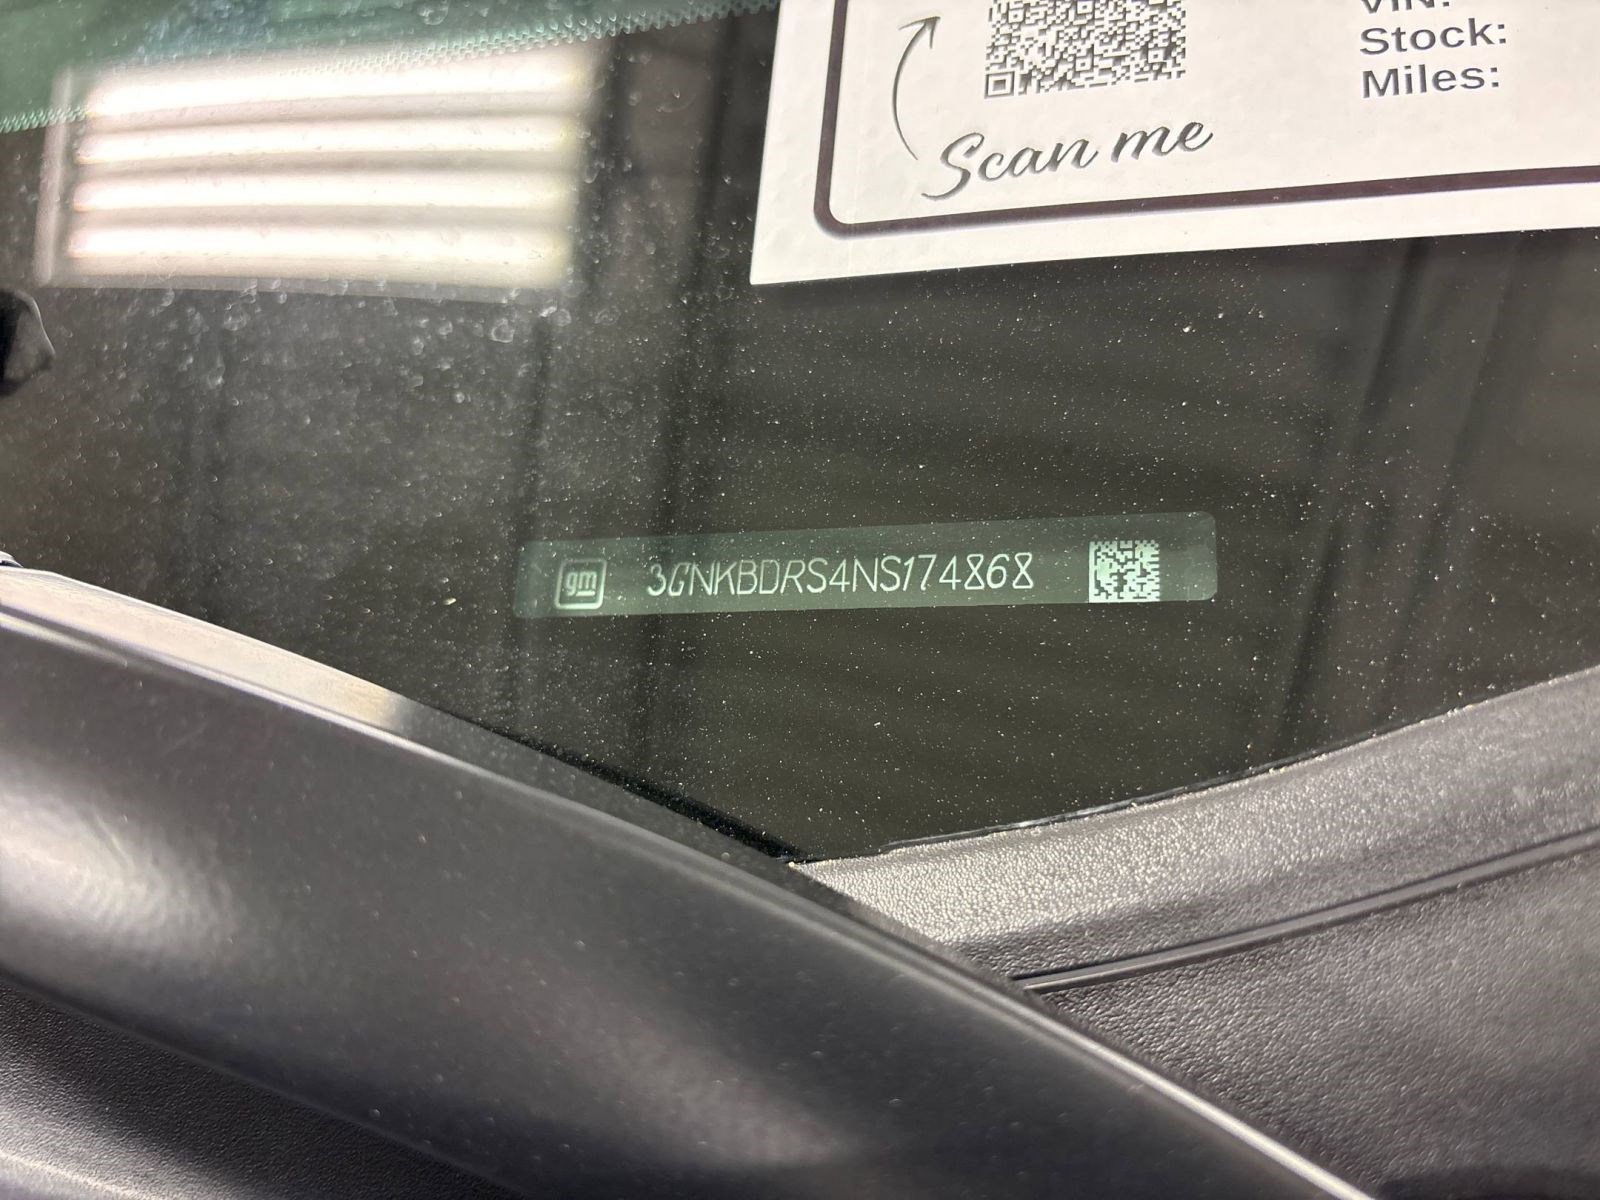 VIN:
Stock:
Miles:
Scan me
gm 3GNKBDRS4NS174868